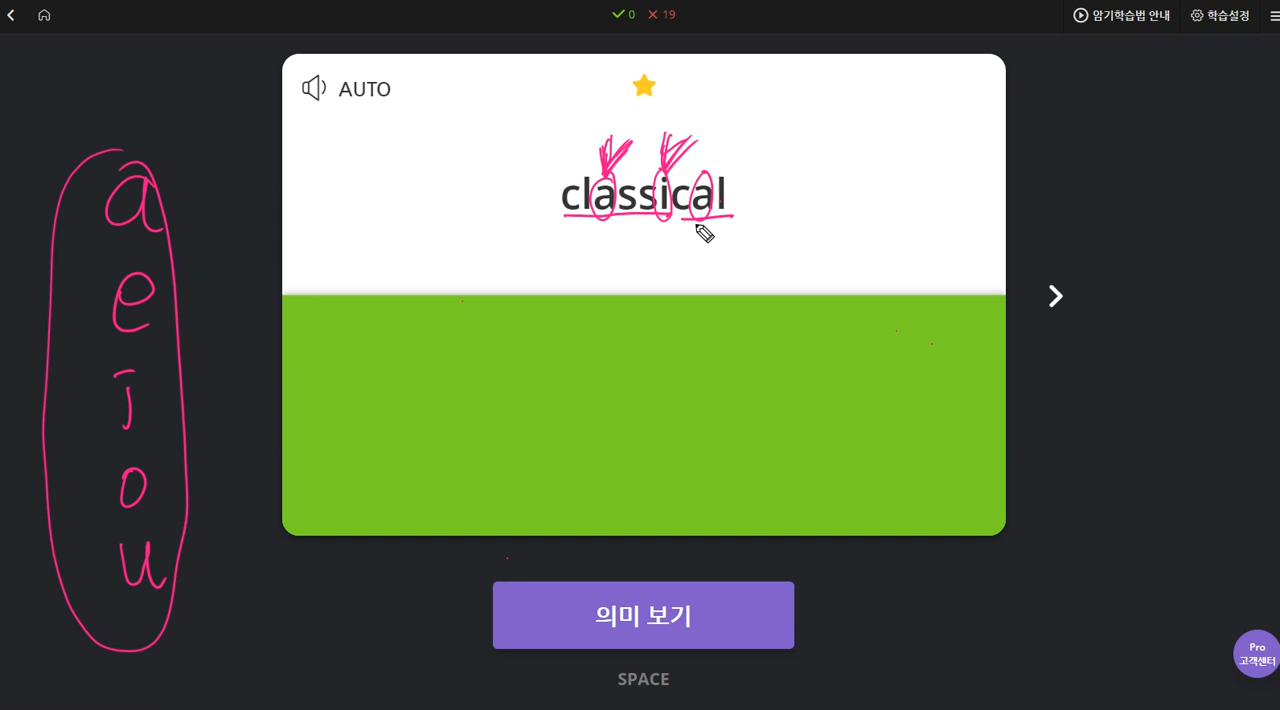 0 19 암기학습법 안내 학습설정
AUTO
classical
a
e
i
o
u
의미 보기
SPACE
Pro
고객센터